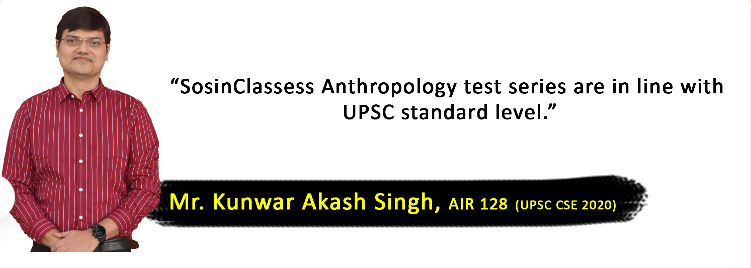 “SosinClassess Anthropology test series are in line with
UPSC standard level.”
Mr. Kunwar Akash Singh, AIR 128 (UPSC CSE 2020)